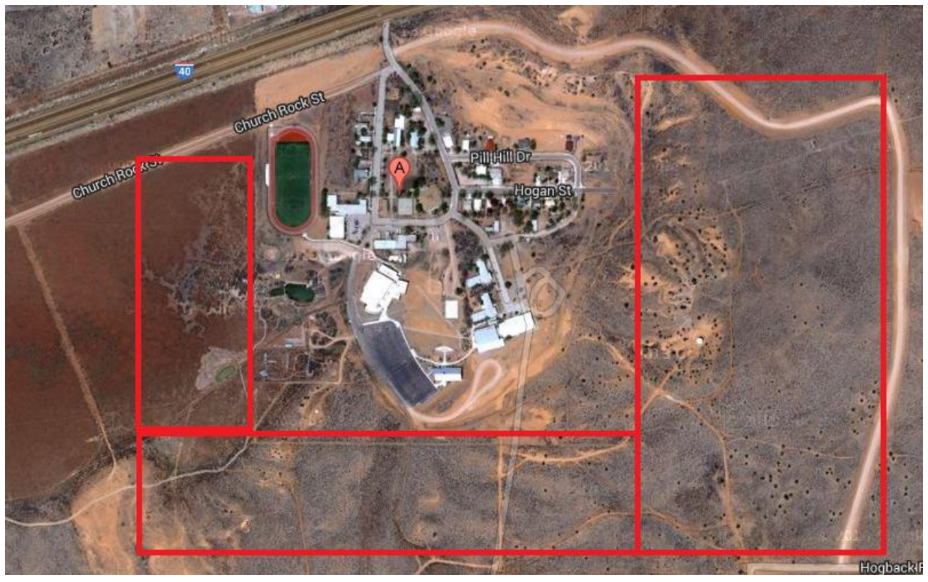 40
Church Rock St
Church Rock St
A
Pill Hill Dr
Hogan St
Hogback